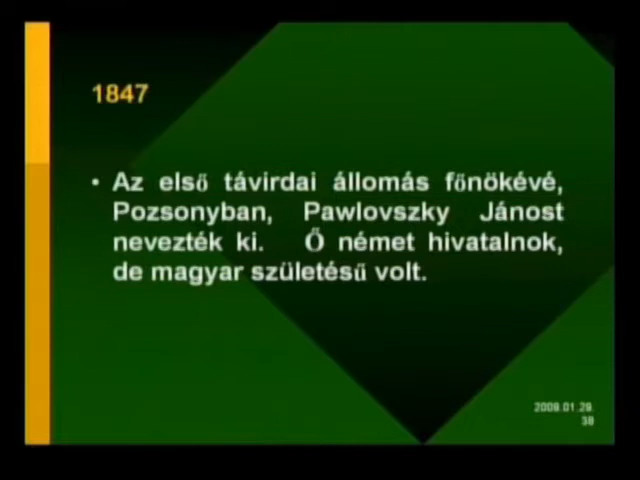 1847
• Az első távirdai állomás főnökévé,
Pozsonyban, Pawlovszky Jánost
nevezték ki. Ő német hivatalnok,
de magyar születésű volt.
2009.01.29.
38